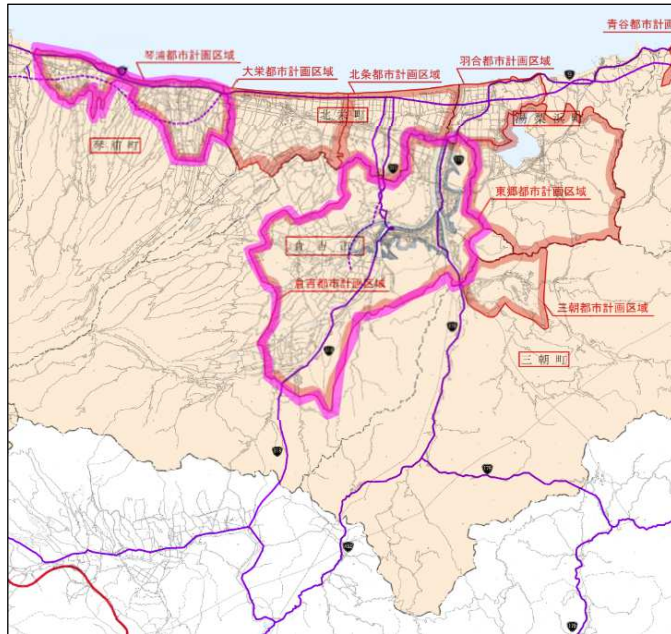 青谷都市計画
琴浦都市計画区域
大栄都市計画区域
北条都市計画区域
羽合都市計画区域
北栄町
湯梨浜町
琴浦町
東郷都市計画区域
倉吉市
倉吉都市計画区域
三朝都市計画区域
三朝町